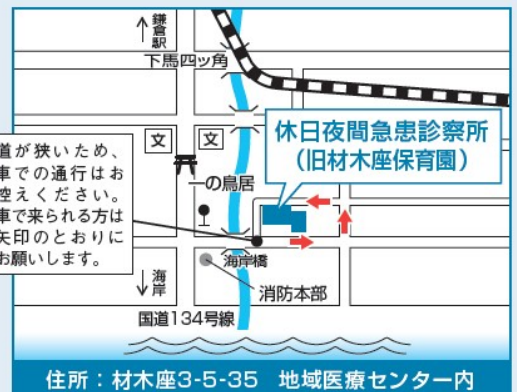 鎌倉駅
下馬四ッ角
文
文
休日夜間急患診察所
(旧材木座保育園)
道が狭いため、
車での通行はお
控えください。
車で来られる方は
矢印のとおりに
お願いします。
一の鳥居
海岸橋
海岸
消防本部
国道134号線
住所：材木座3-5-35 地域医療センター内